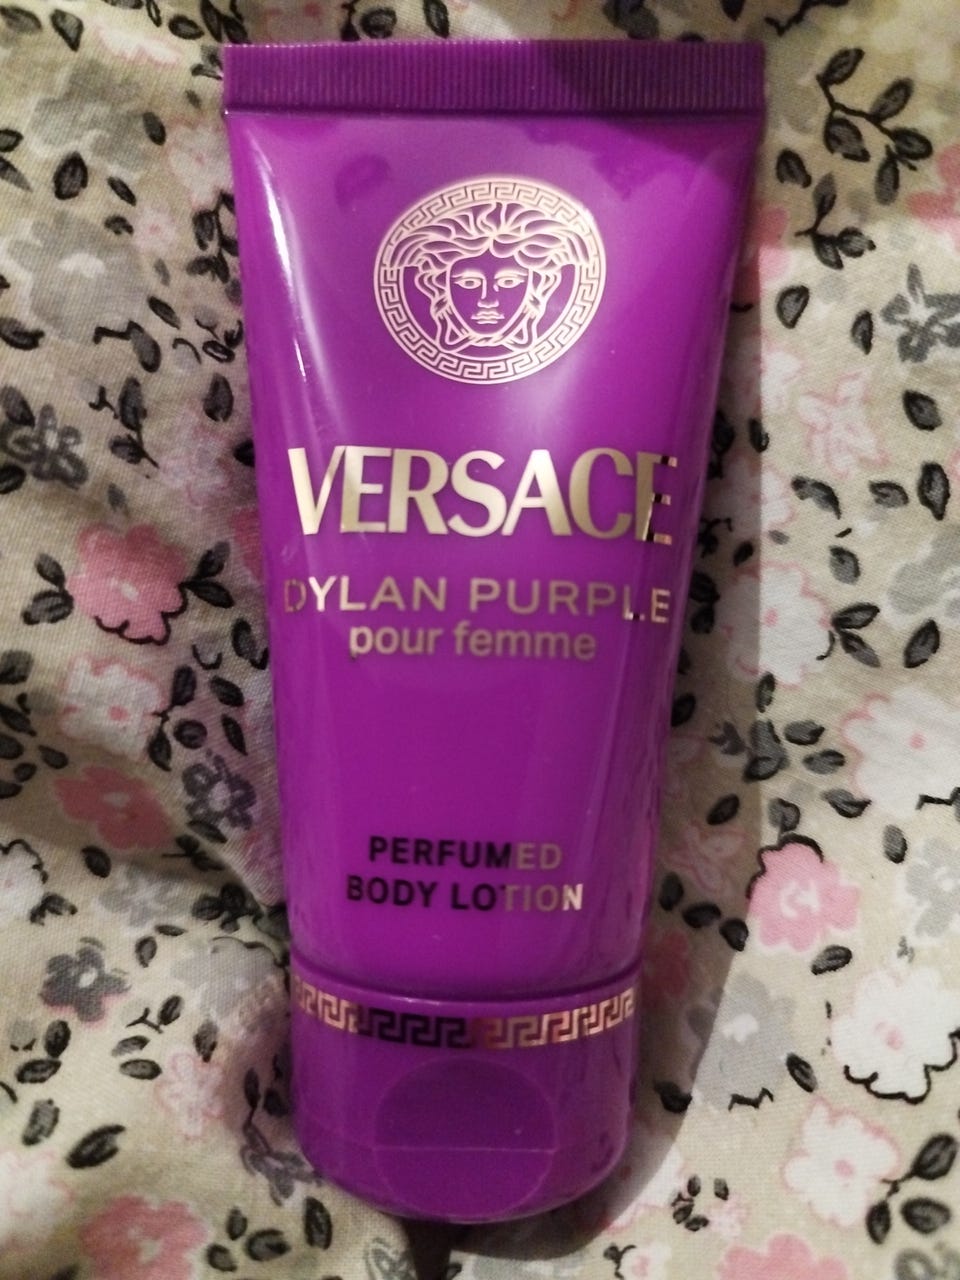 VERSACE
DYLAN PURPLE
pour femme
PERFUMED
BODY LOTION